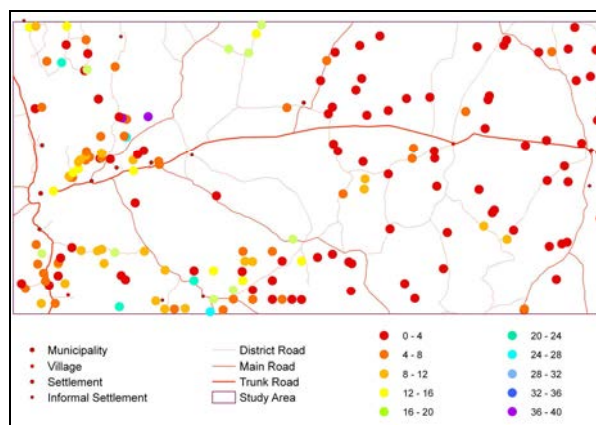 Municipality
Village
Settlement
Informal Settlement
District Road
Main Road
Trunk Road
Study Area
0 - 4
4 - 8
8 - 12
12 - 16
16 - 20
20 - 24
24 - 28
28 - 32
32 - 36
36 - 40